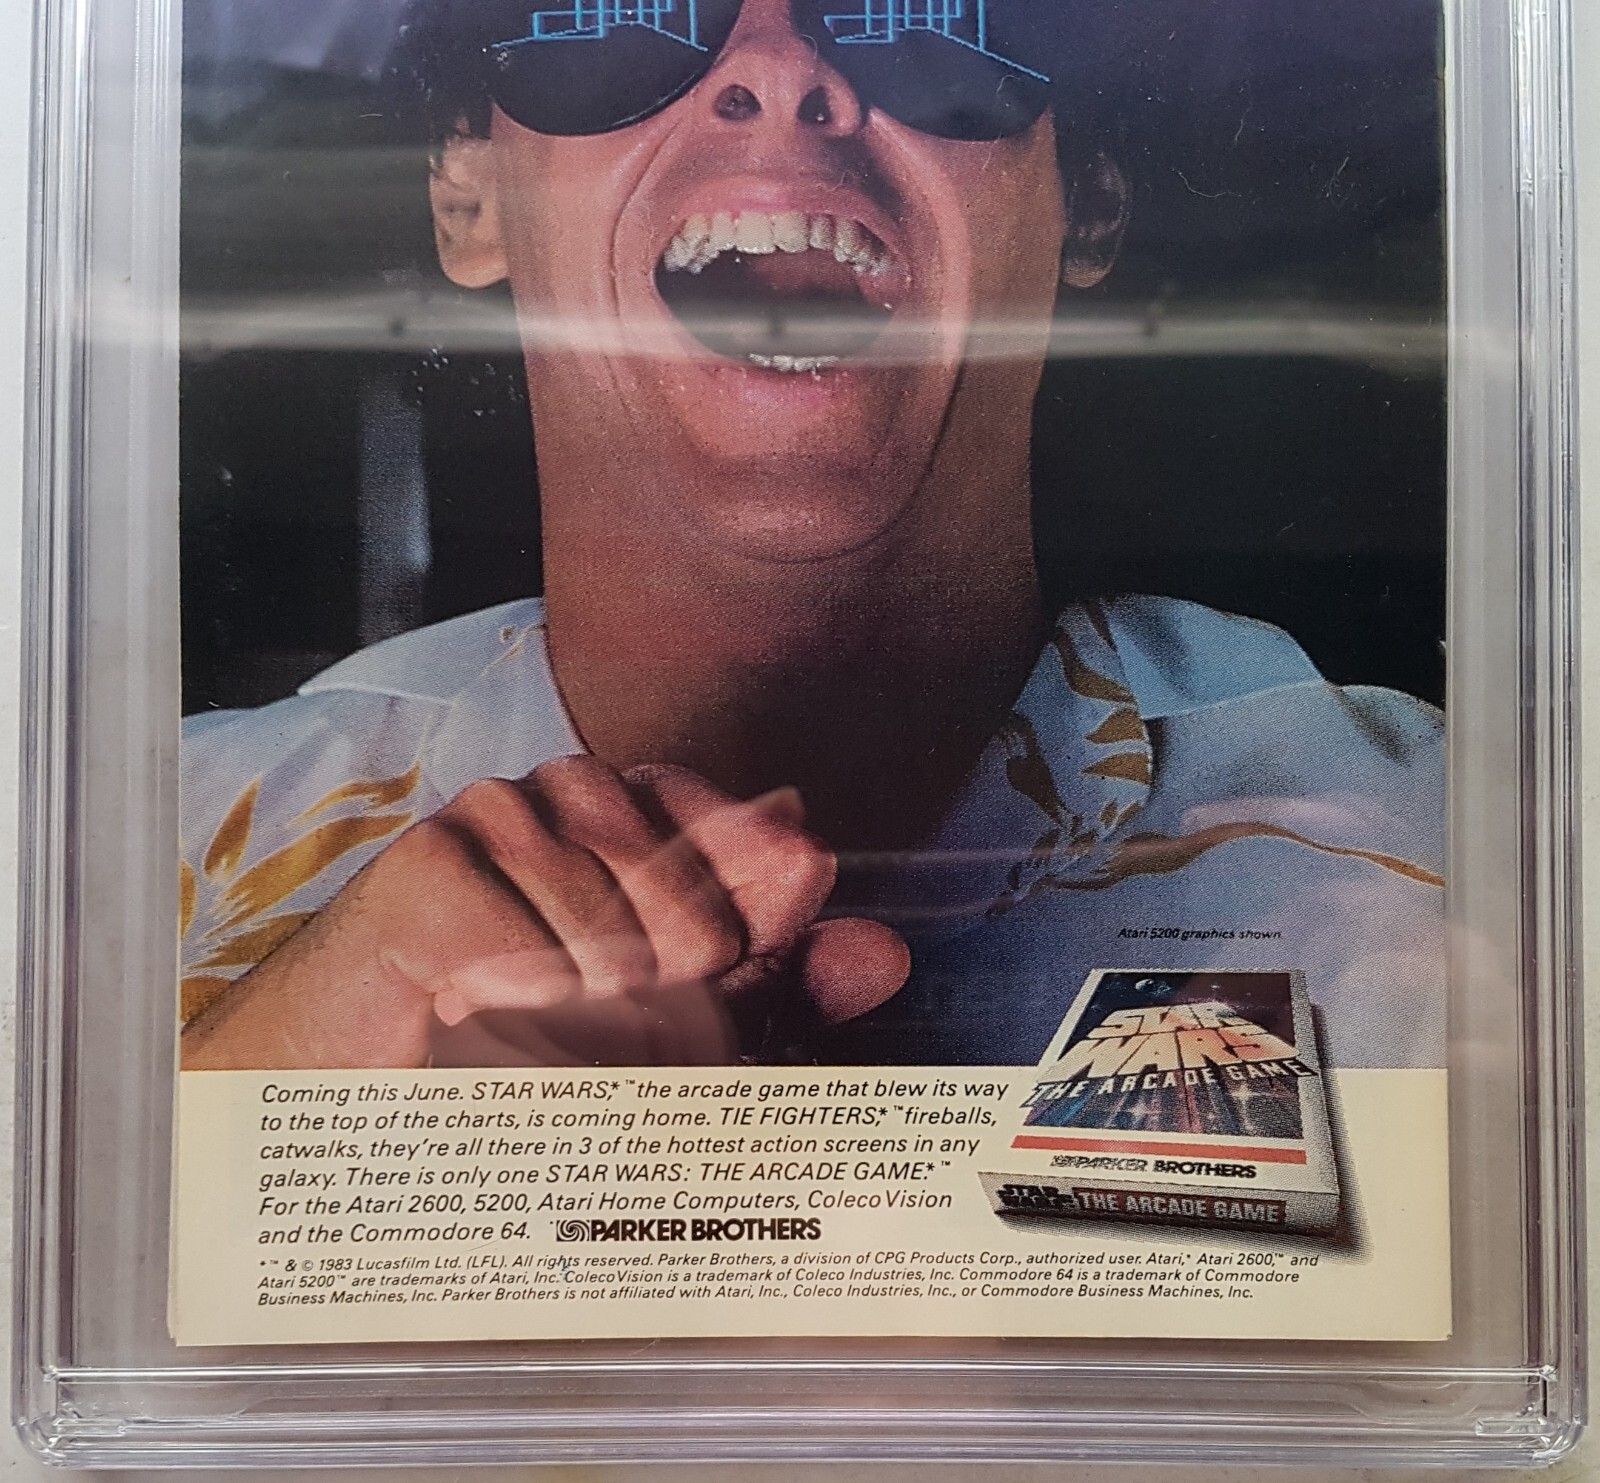 Atari 5200 graphics shown
STAR
WARS
THE ARCADE GAME
PARKER BROTHERS
STAR WARS THE ARCADE GAME
Coming this June. STAR WARS,*™ the arcade game that blew its way
to the top of the charts, is coming home. TIE FIGHTERS,*™ fireballs,
catwalks, they're all there in 3 of the hottest action screens in any
galaxy. There is only one STAR WARS: THE ARCADE GAME.*™
For the Atari 2600, 5200, Atari Home Computers, ColecoVision
and the Commodore 64. PARKER BROTHERS
*™ & © 1983 Lucasfilm Ltd. (LFL). All rights reserved. Parker Brothers, a division of CPG Products Corp., authorized user. Atari,® Atari 2600,™ and
Atari 5200™ are trademarks of Atari, Inc. ColecoVision is a trademark of Coleco Industries, Inc. Commodore 64 is a trademark of Commodore
Business Machines, Inc. Parker Brothers is not affiliated with Atari, Inc., Coleco Industries, Inc., or Commodore Business Machines, Inc.